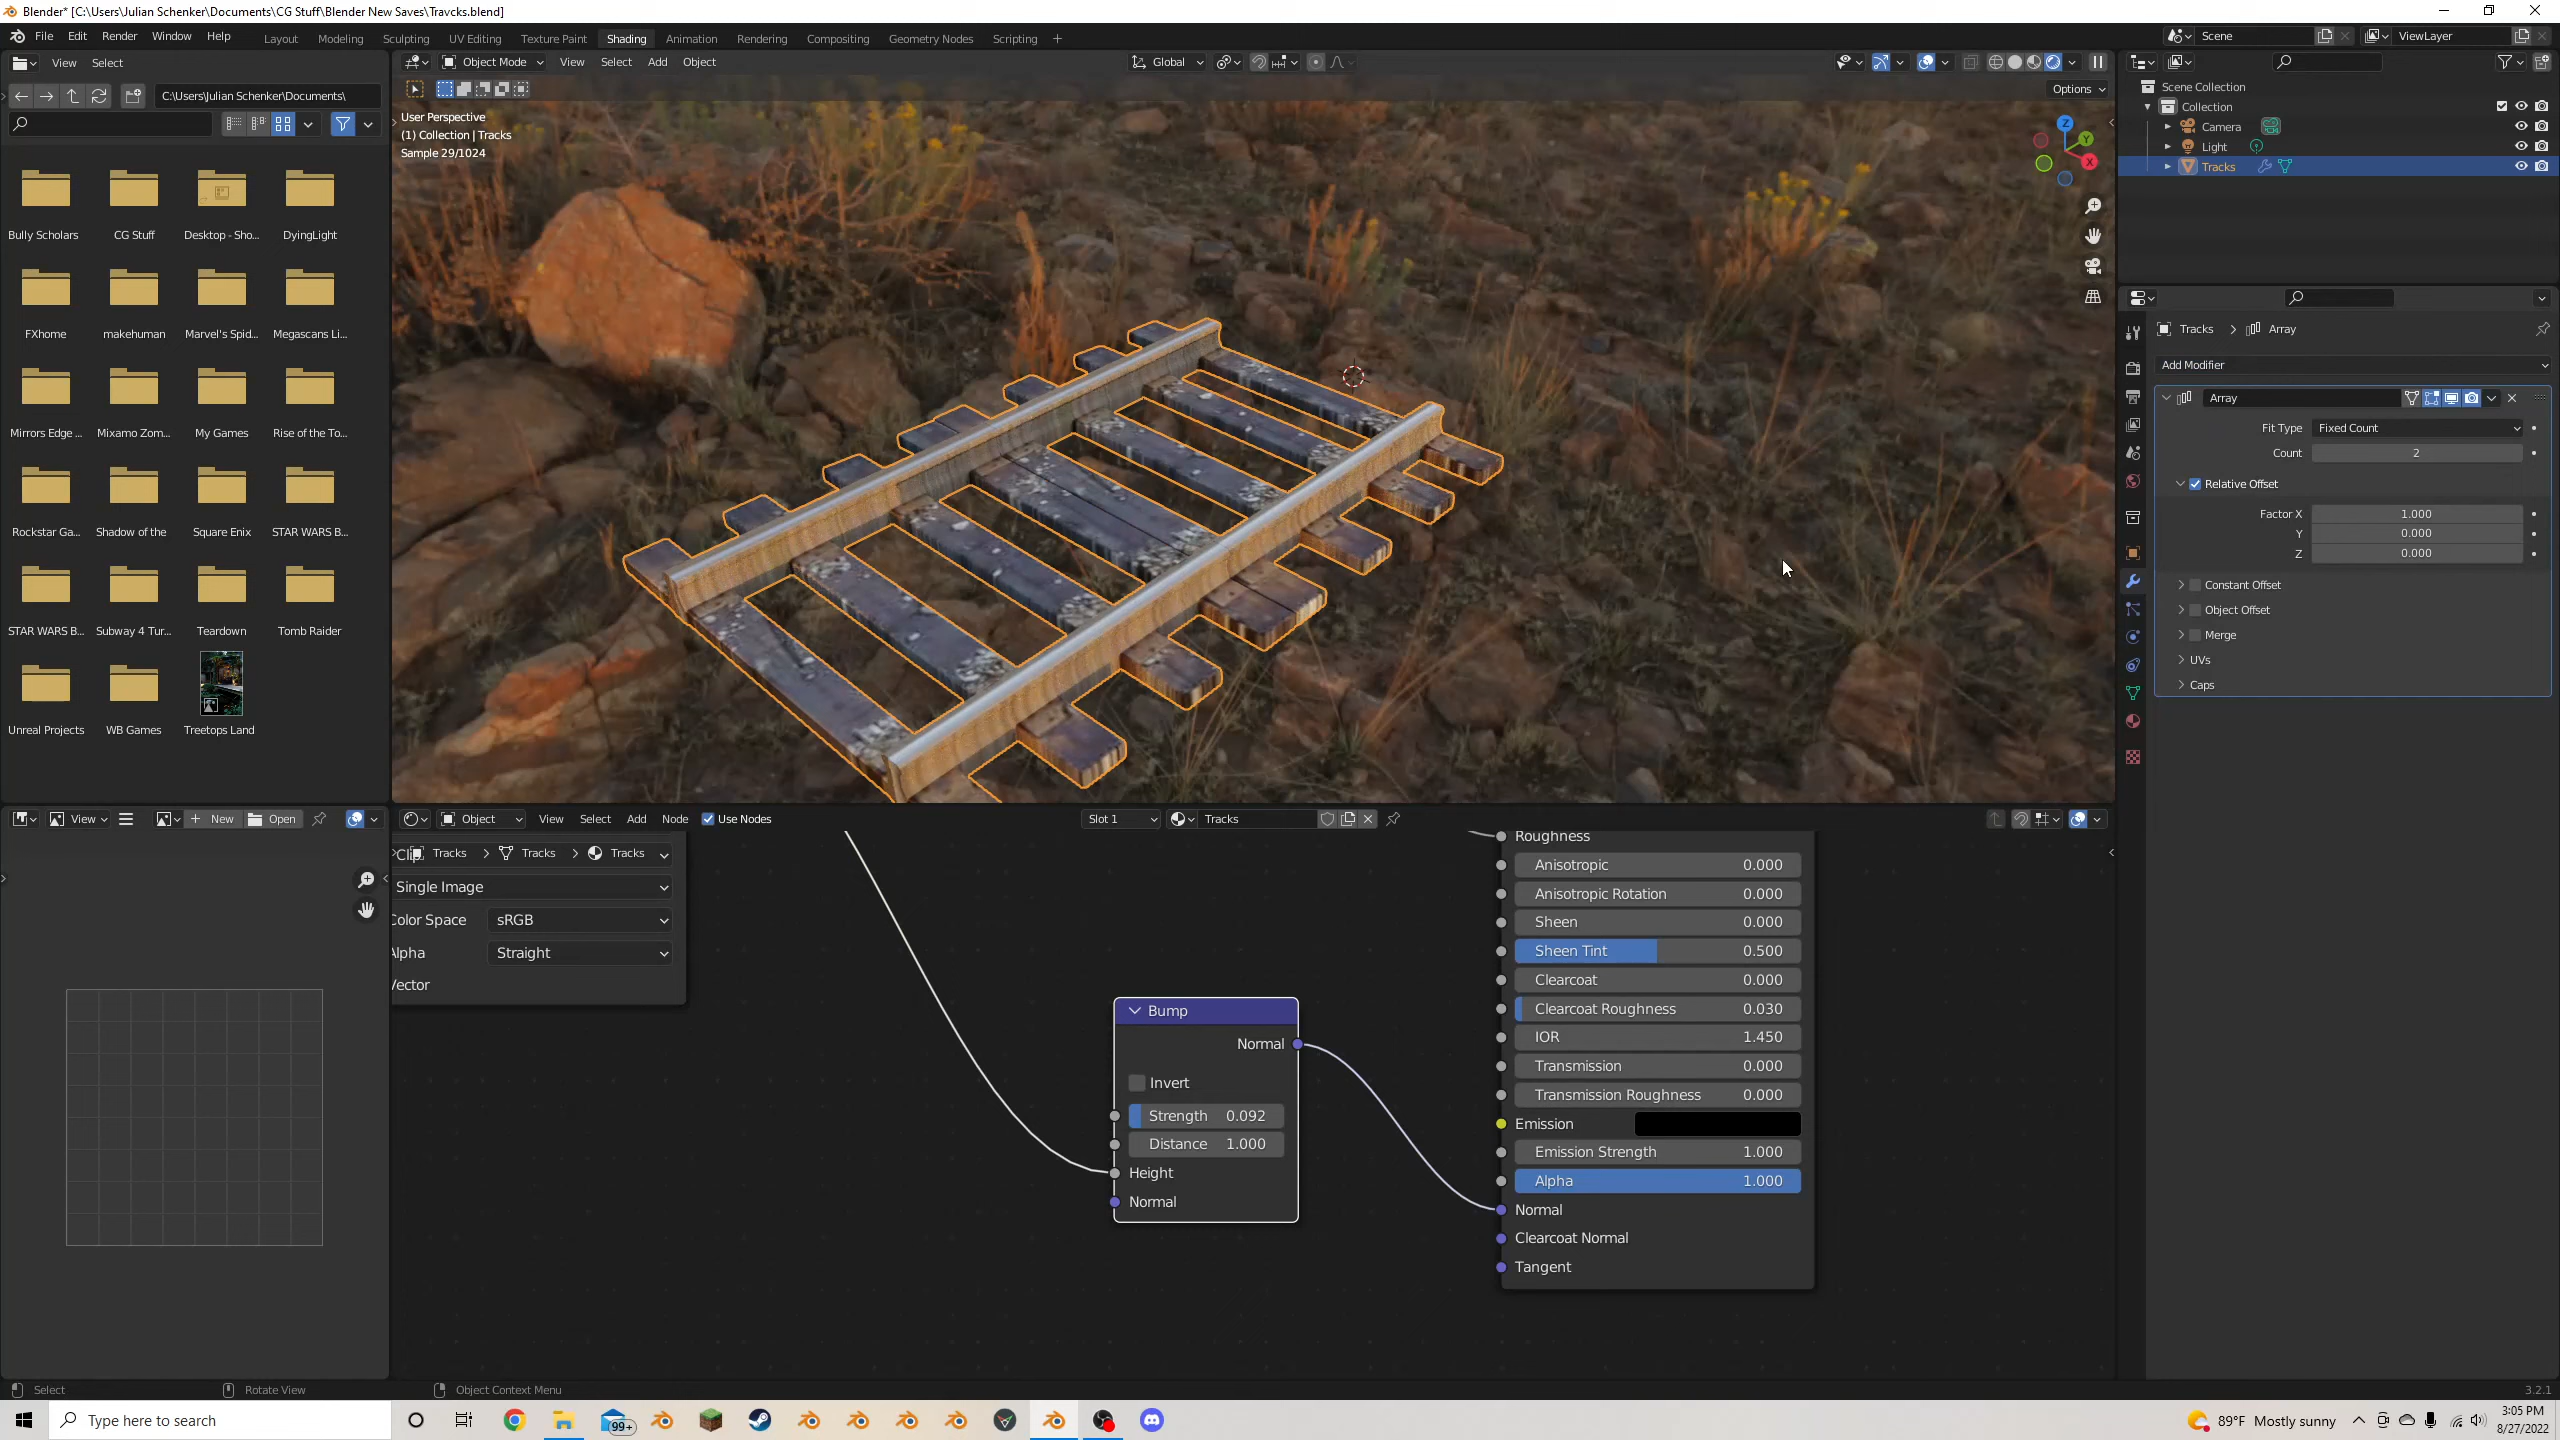 Blender* [C:\Users\Julian Schenker\Documents\CG Stuff\Blender New Saves\Travcks.blend]
File Edit Render Window Help Layout Modeling Sculpting UV Editing Texture Paint Shading Animation Rendering Compositing Geometry Nodes Scripting + Scene ViewLayer
View Select
C:\Users\Julian Schenker\Documents\
Bully Scholars CG Stuff Desktop - Sho... DyingLight
FXhome makehuman Marvel's Spid... Megascans Li...
Mirrors Edge ... Mixamo Zom... My Games Rise of the To...
Rockstar Ga... Shadow of the Square Enix STAR WARS B...
STAR WARS B... Subway 4 Tur... Teardown Tomb Raider
Unreal Projects WB Games Treetops Land
Object Mode View Select Add Object Global
Options
User Perspective
(1) Collection | Tracks
Sample 29/1024
Z
Y
X
Scene Collection
Collection
Camera
Light
Tracks
Tracks > Array
Add Modifier
Array
Fit Type Fixed Count
Count 2
Relative Offset
Factor X 1.000
Y 0.000
Z 0.000
Constant Offset
Object Offset
Merge
UVs
Caps
View + New Open
Object View Select Add Node Use Nodes Slot 1 Tracks
Clip Tracks > Tracks > Tracks
Single Image
Color Space sRGB
Alpha Straight
Vector
Bump
Normal
Invert
Strength 0.092
Distance 1.000
Height
Normal
Roughness
Anisotropic 0.000
Anisotropic Rotation 0.000
Sheen 0.000
Sheen Tint 0.500
Clearcoat 0.000
Clearcoat Roughness 0.030
IOR 1.450
Transmission 0.000
Transmission Roughness 0.000
Emission
Emission Strength 1.000
Alpha 1.000
Normal
Clearcoat Normal
Tangent
Select Rotate View Object Context Menu 3.2.1
Type here to search 99+ 89°F Mostly sunny 3:05 PM
8/27/2022